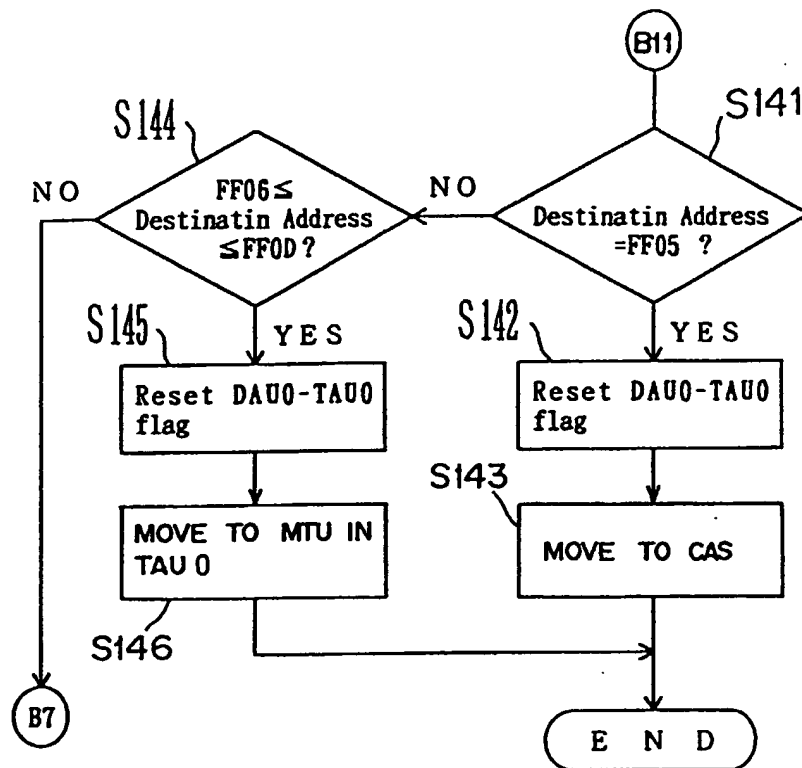 B11
S141
Destinatin Address
=FF05 ?
NO
YES
S144
FF06≤
Destinatin Address
≤FF0D?
NO
YES
S142
Reset DAU0-TAU0
flag
S143
MOVE TO CAS
S145
Reset DAU0-TAU0
flag
MOVE TO MTU IN
TAU 0
S146
B7
E N D